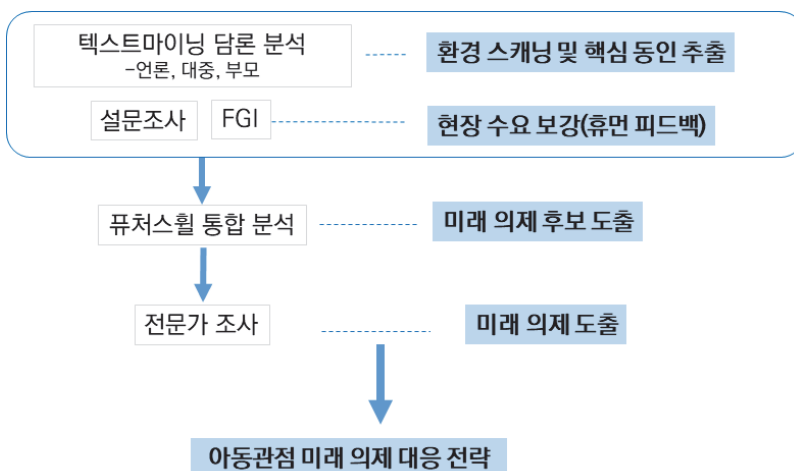 텍스트마이닝 담론 분석
-언론, 대중, 부모
환경 스캐닝 및 핵심 동인 추출
설문조사
FGI
현장 수요 보강(휴먼 피드백)
퓨처스휠 통합 분석
미래 의제 후보 도출
전문가 조사
미래 의제 도출
아동관점 미래 의제 대응 전략